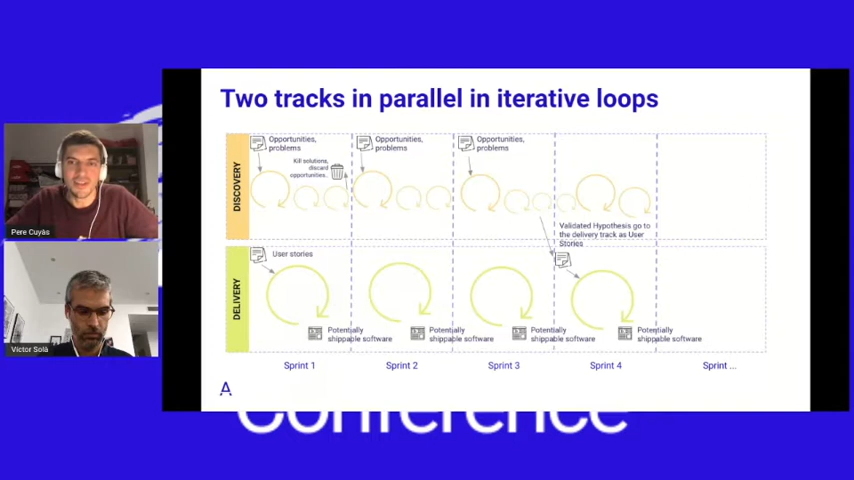 Two tracks in parallel in iterative loops
Opportunities,
problems
Opportunities,
problems
Opportunities,
problems
Kill solutions,
discard
opportunities..
DISCOVERY
Validated Hypothesis go to
the delivery track as User
Stories
User stories
DELIVERY
Potentially
shippable software
Potentially
shippable software
Potentially
shippable software
Potentially
shippable software
Sprint 1
Sprint 2
Sprint 3
Sprint 4
Sprint ...
A
Pere Cuyàs
Víctor Solà
Conference